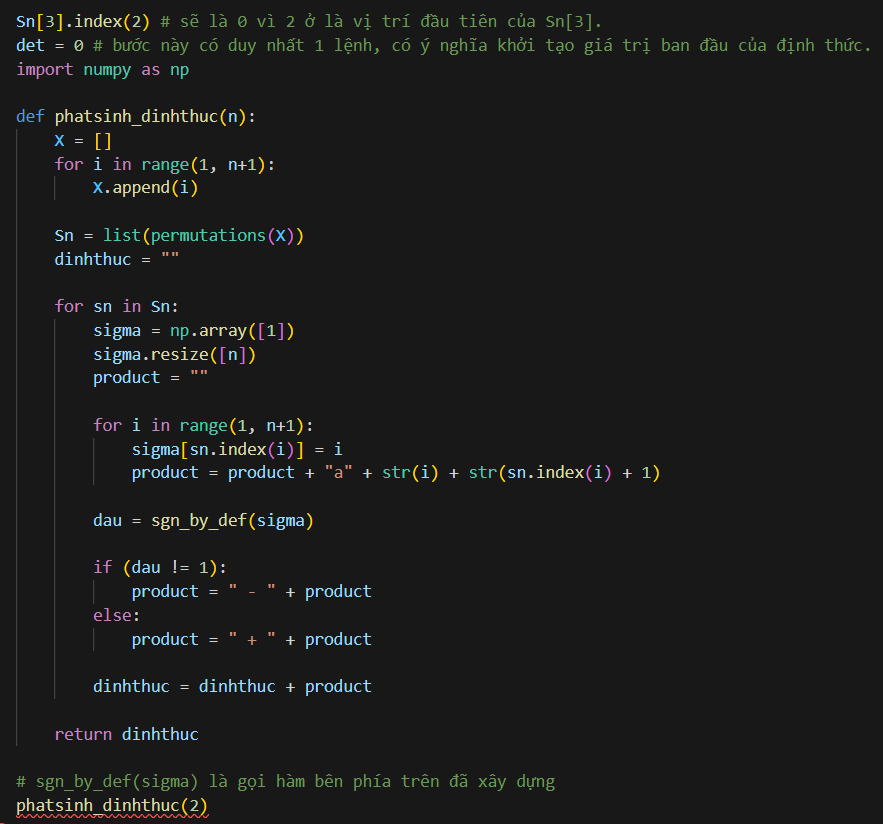 Sn[3].index(2) # sẽ là 0 vì 2 ở là vị trí đầu tiên của Sn[3].
det = 0 # bước này có duy nhất 1 lệnh, có ý nghĩa khởi tạo giá trị ban đầu của định thức.
import numpy as np

def phatsinh_dinhthuc(n):
    X = []
    for i in range(1, n+1):
        X.append(i)

    Sn = list(permutations(X))
    dinhthuc = ""

    for sn in Sn:
        sigma = np.array([1])
        sigma.resize([n])
        product = ""

        for i in range(1, n+1):
            sigma[sn.index(i)] = i
            product = product + "a" + str(i) + str(sn.index(i) + 1)

        dau = sgn_by_def(sigma)

        if (dau != 1):
            product = " - " + product
        else:
            product = " + " + product

        dinhthuc = dinhthuc + product

    return dinhthuc

# sgn_by_def(sigma) là gọi hàm bên phía trên đã xây dựng
phatsinh_dinhthuc(2)